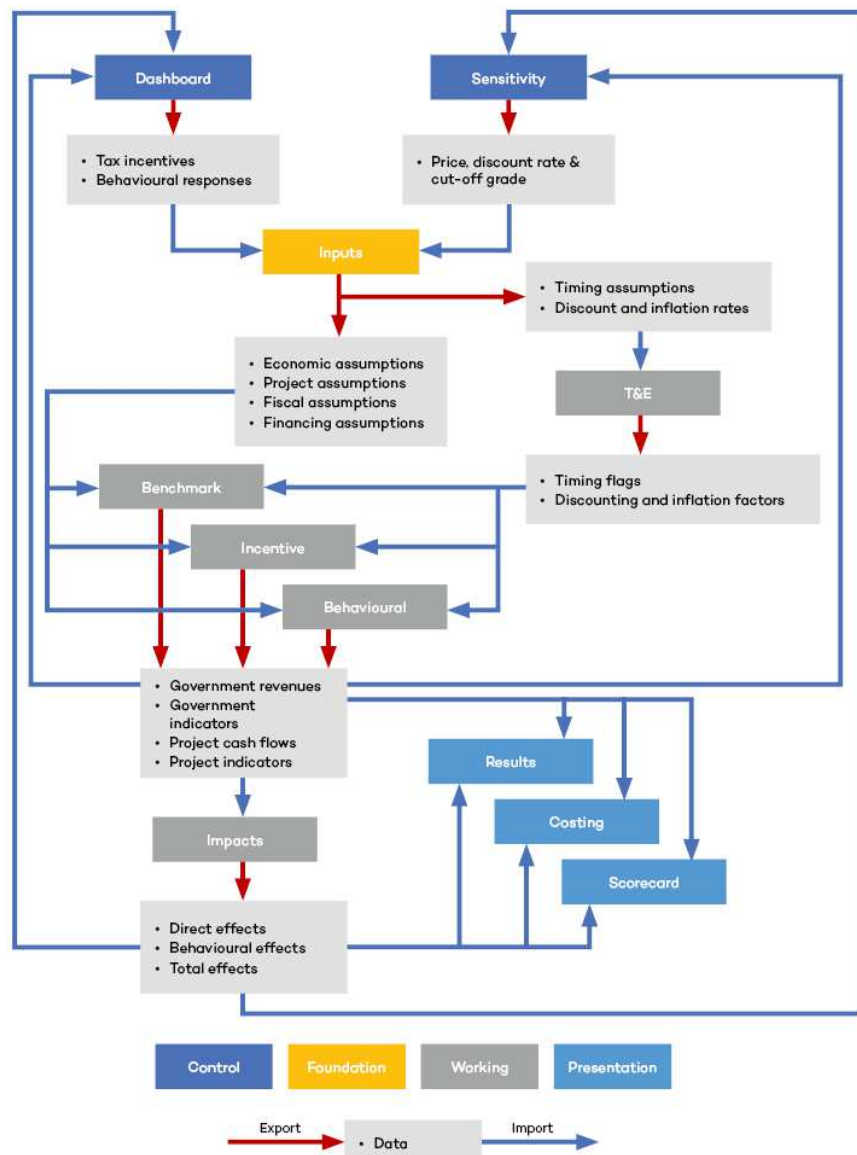 Dashboard
Sensitivity
• Tax incentives
• Behavioural responses
• Price, discount rate &
cut-off grade
Inputs
• Timing assumptions
• Discount and inflation rates
• Economic assumptions
• Project assumptions
• Fiscal assumptions
• Financing assumptions
T&E
Benchmark
• Timing flags
• Discounting and inflation factors
Incentive
Behavioural
• Government revenues
• Government
indicators
• Project cash flows
• Project indicators
Results
Costing
Impacts
Scorecard
• Direct effects
• Behavioural effects
• Total effects
Control
Foundation
Working
Presentation
Export
• Data
Import